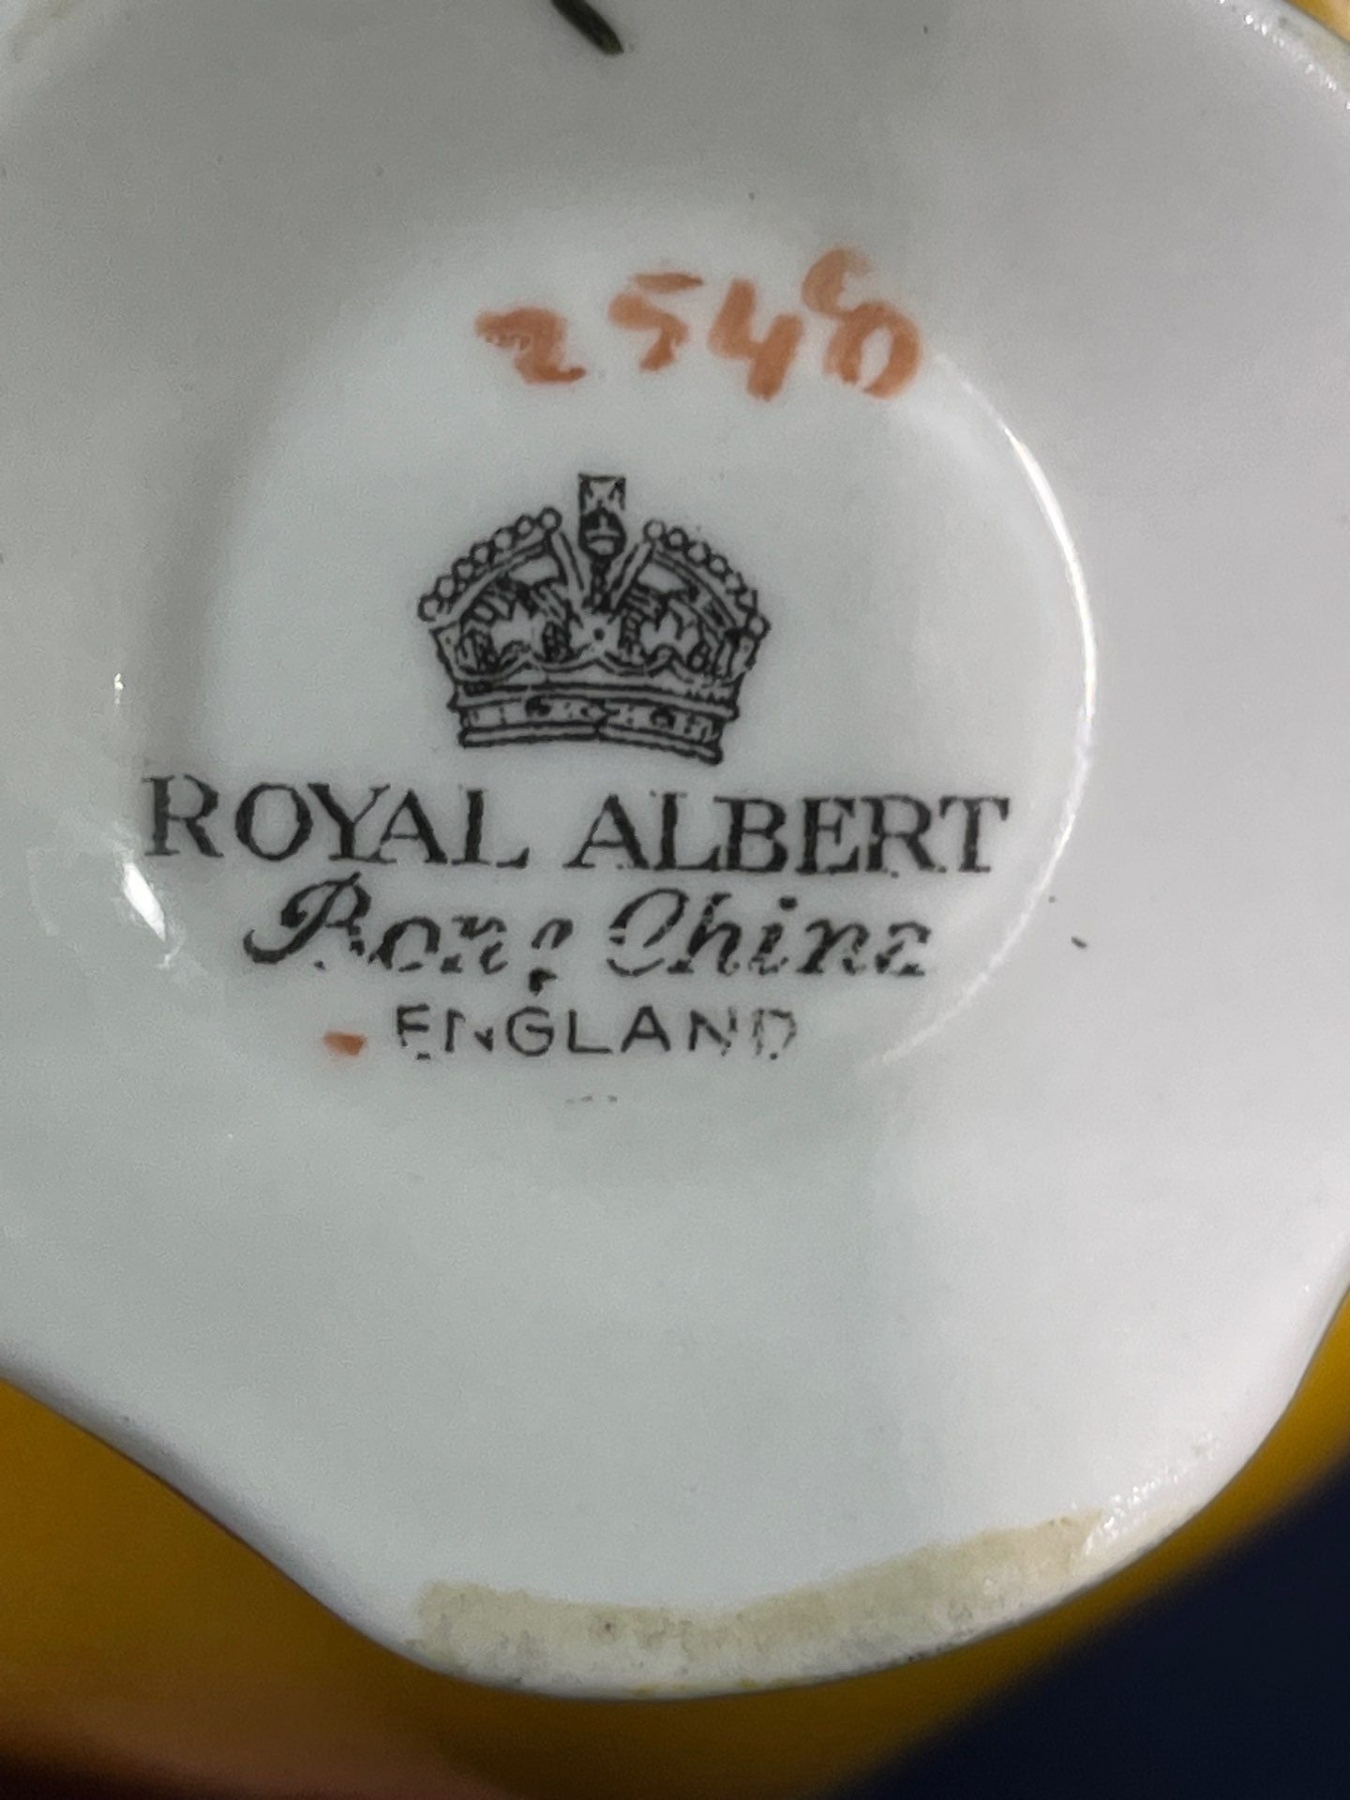 2548
ROYAL ALBERT
Bone China
ENGLAND